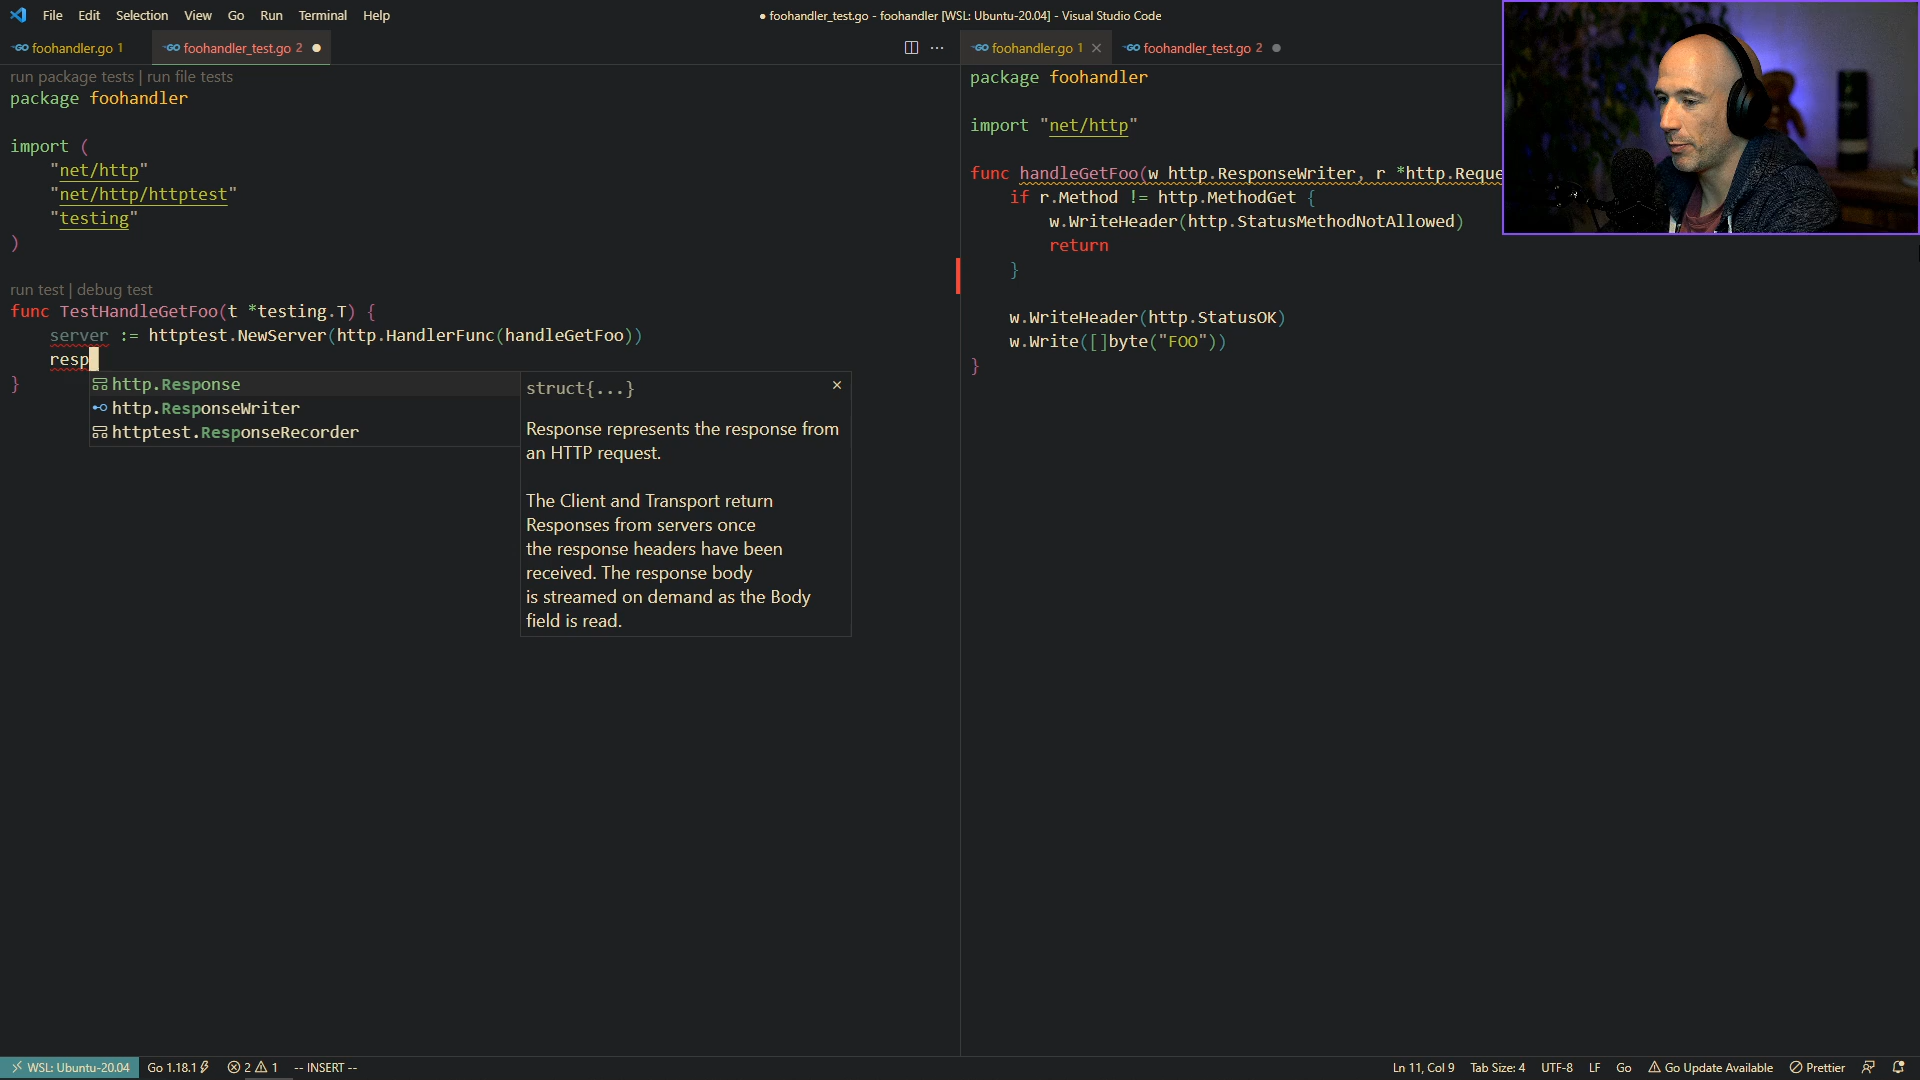 File Edit Selection View Go Run Terminal Help
● foohandler_test.go - foohandler [WSL: Ubuntu-20.04] - Visual Studio Code
foohandler.go 1
foohandler_test.go 2 ●
run package tests | run file tests
package foohandler
import (
"net/http"
"net/http/httptest"
"testing"
)
run test | debug test
func TestHandleGetFoo(t *testing.T) {
server := httptest.NewServer(http.HandlerFunc(handleGetFoo))
resp
}
http.Response
http.ResponseWriter
httptest.ResponseRecorder
struct{...}
Response represents the response from
an HTTP request.
The Client and Transport return
Responses from servers once
the response headers have been
received. The response body
is streamed on demand as the Body
field is read.
foohandler.go 1
foohandler_test.go 2 ●
package foohandler
import "net/http"
func handleGetFoo(w http.ResponseWriter, r *http.Reque
if r.Method != http.MethodGet {
w.WriteHeader(http.StatusMethodNotAllowed)
return
}
w.WriteHeader(http.StatusOK)
w.Write([]byte("FOO"))
}
WSL: Ubuntu-20.04 Go 1.18.1 2 1 -- INSERT --
Ln 11, Col 9 Tab Size: 4 UTF-8 LF Go Go Update Available Prettier